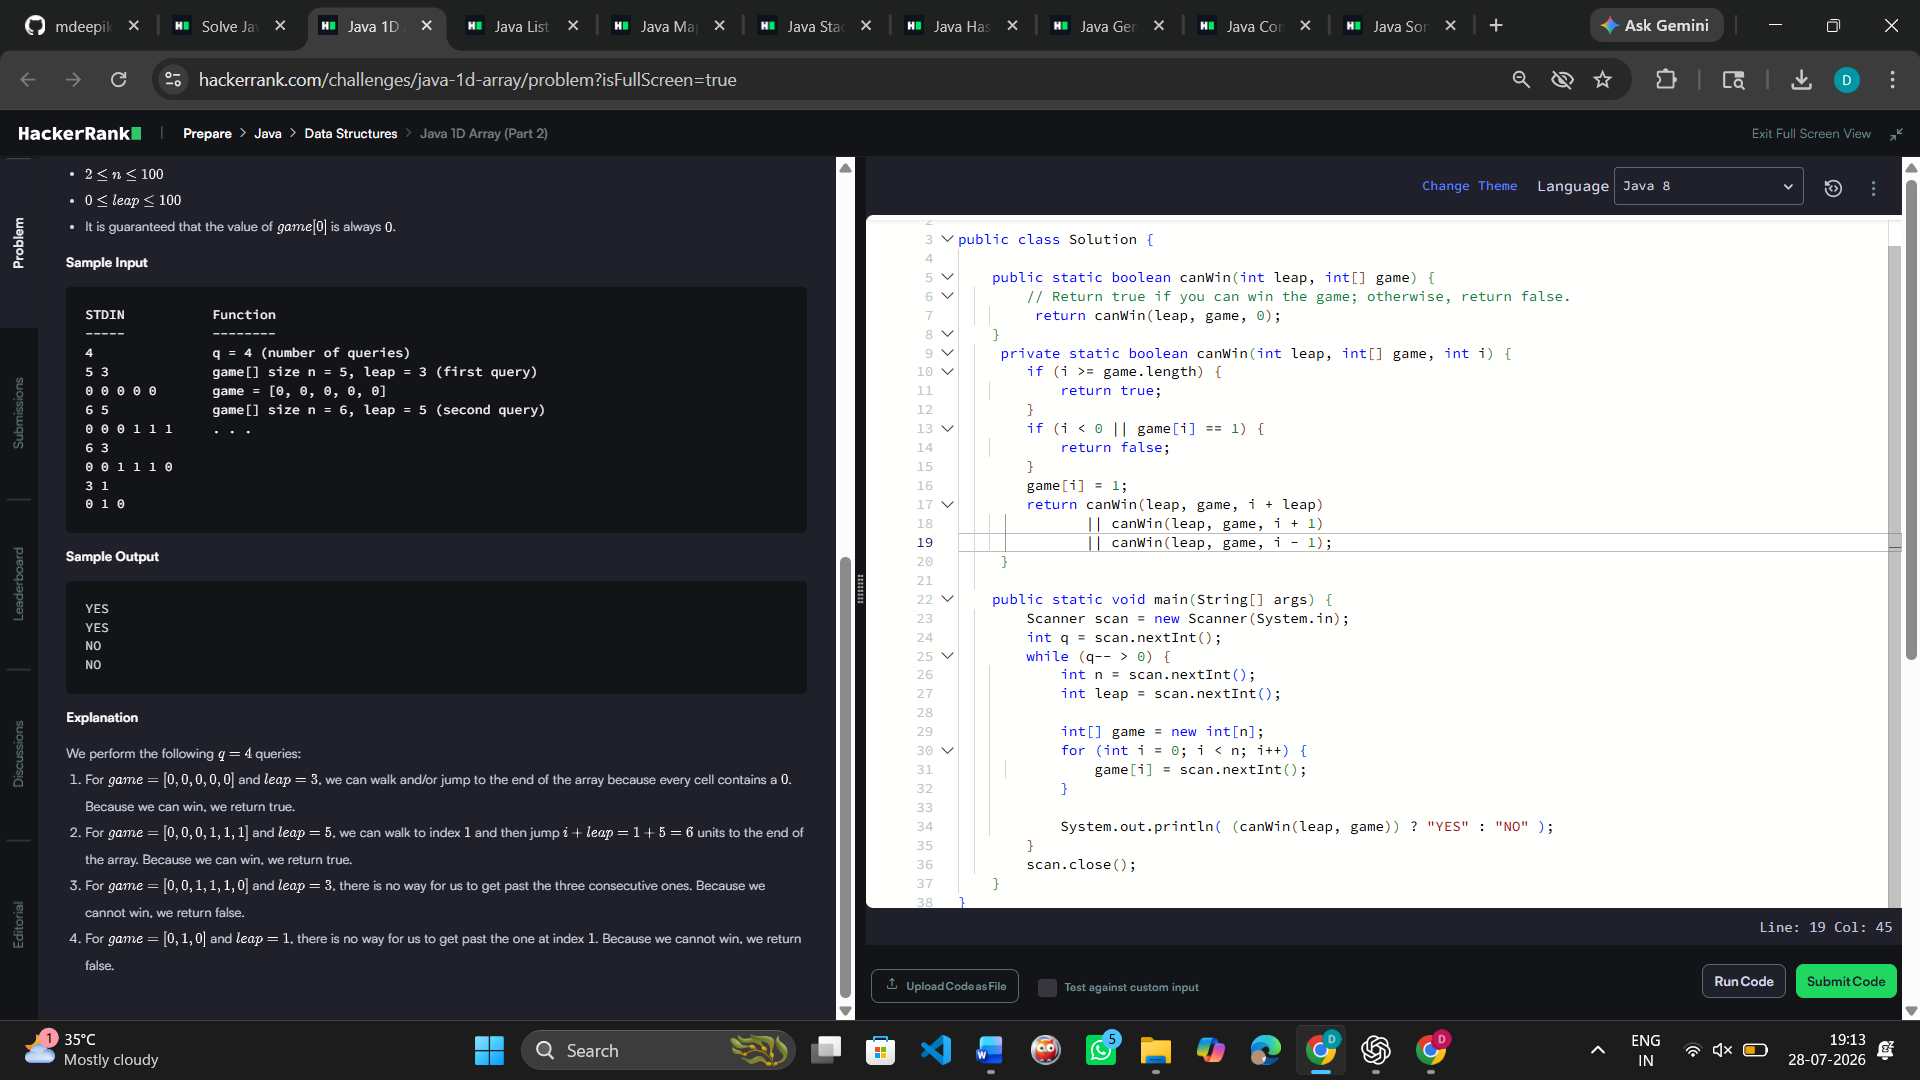 mdeepik
Solve Jav
Java 1D
Java List
Java Map
Java Stac
Java Has
Java Gen
Java Con
Java Sor
Ask Gemini
hackerrank.com/challenges/java-1d-array/problem?isFullScreen=true
D
HackerRank
Prepare > Java > Data Structures > Java 1D Array (Part 2)
Exit Full Screen View
Problem
Submissions
Leaderboard
Discussions
Editorial
• 2 ≤ n ≤ 100
• 0 ≤ leap ≤ 100
• It is guaranteed that the value of game[0] is always 0.
Sample Input
STDIN Function
----- --------
4 q = 4 (number of queries)
5 3 game[] size n = 5, leap = 3 (first query)
0 0 0 0 0 game = [0, 0, 0, 0, 0]
6 5 game[] size n = 6, leap = 5 (second query)
0 0 0 1 1 1 . . .
6 3
0 0 1 1 1 0
3 1
0 1 0
Sample Output
YES
YES
NO
NO
Explanation
We perform the following q = 4 queries:
1. For game = [0, 0, 0, 0, 0] and leap = 3, we can walk and/or jump to the end of the array because every cell contains a 0.
Because we can win, we return true.
2. For game = [0, 0, 0, 1, 1, 1] and leap = 5, we can walk to index 1 and then jump i + leap = 1 + 5 = 6 units to the end of
the array. Because we can win, we return true.
3. For game = [0, 0, 1, 1, 1, 0] and leap = 3, there is no way for us to get past the three consecutive ones. Because we
cannot win, we return false.
4. For game = [0, 1, 0] and leap = 1, there is no way for us to get past the one at index 1. Because we cannot win, we return
false.
Change Theme Language Java 8
2
3 public class Solution {
4
5 public static boolean canWin(int leap, int[] game) {
6 // Return true if you can win the game; otherwise, return false.
7 return canWin(leap, game, 0);
8 }
9 private static boolean canWin(int leap, int[] game, int i) {
10 if (i >= game.length) {
11 return true;
12 }
13 if (i < 0 || game[i] == 1) {
14 return false;
15 }
16 game[i] = 1;
17 return canWin(leap, game, i + leap)
18 || canWin(leap, game, i + 1)
19 || canWin(leap, game, i - 1);
20 }
21
22 public static void main(String[] args) {
23 Scanner scan = new Scanner(System.in);
24 int q = scan.nextInt();
25 while (q-- > 0) {
26 int n = scan.nextInt();
27 int leap = scan.nextInt();
28
29 int[] game = new int[n];
30 for (int i = 0; i < n; i++) {
31 game[i] = scan.nextInt();
32 }
33
34 System.out.println( (canWin(leap, game)) ? "YES" : "NO" );
35 }
36 scan.close();
37 }
38 }
Line: 19 Col: 45
Upload Code as File
Test against custom input
Run Code
Submit Code
1
35°C
Mostly cloudy
Search
5
D
D
ENG
IN
19:13
28-07-2026